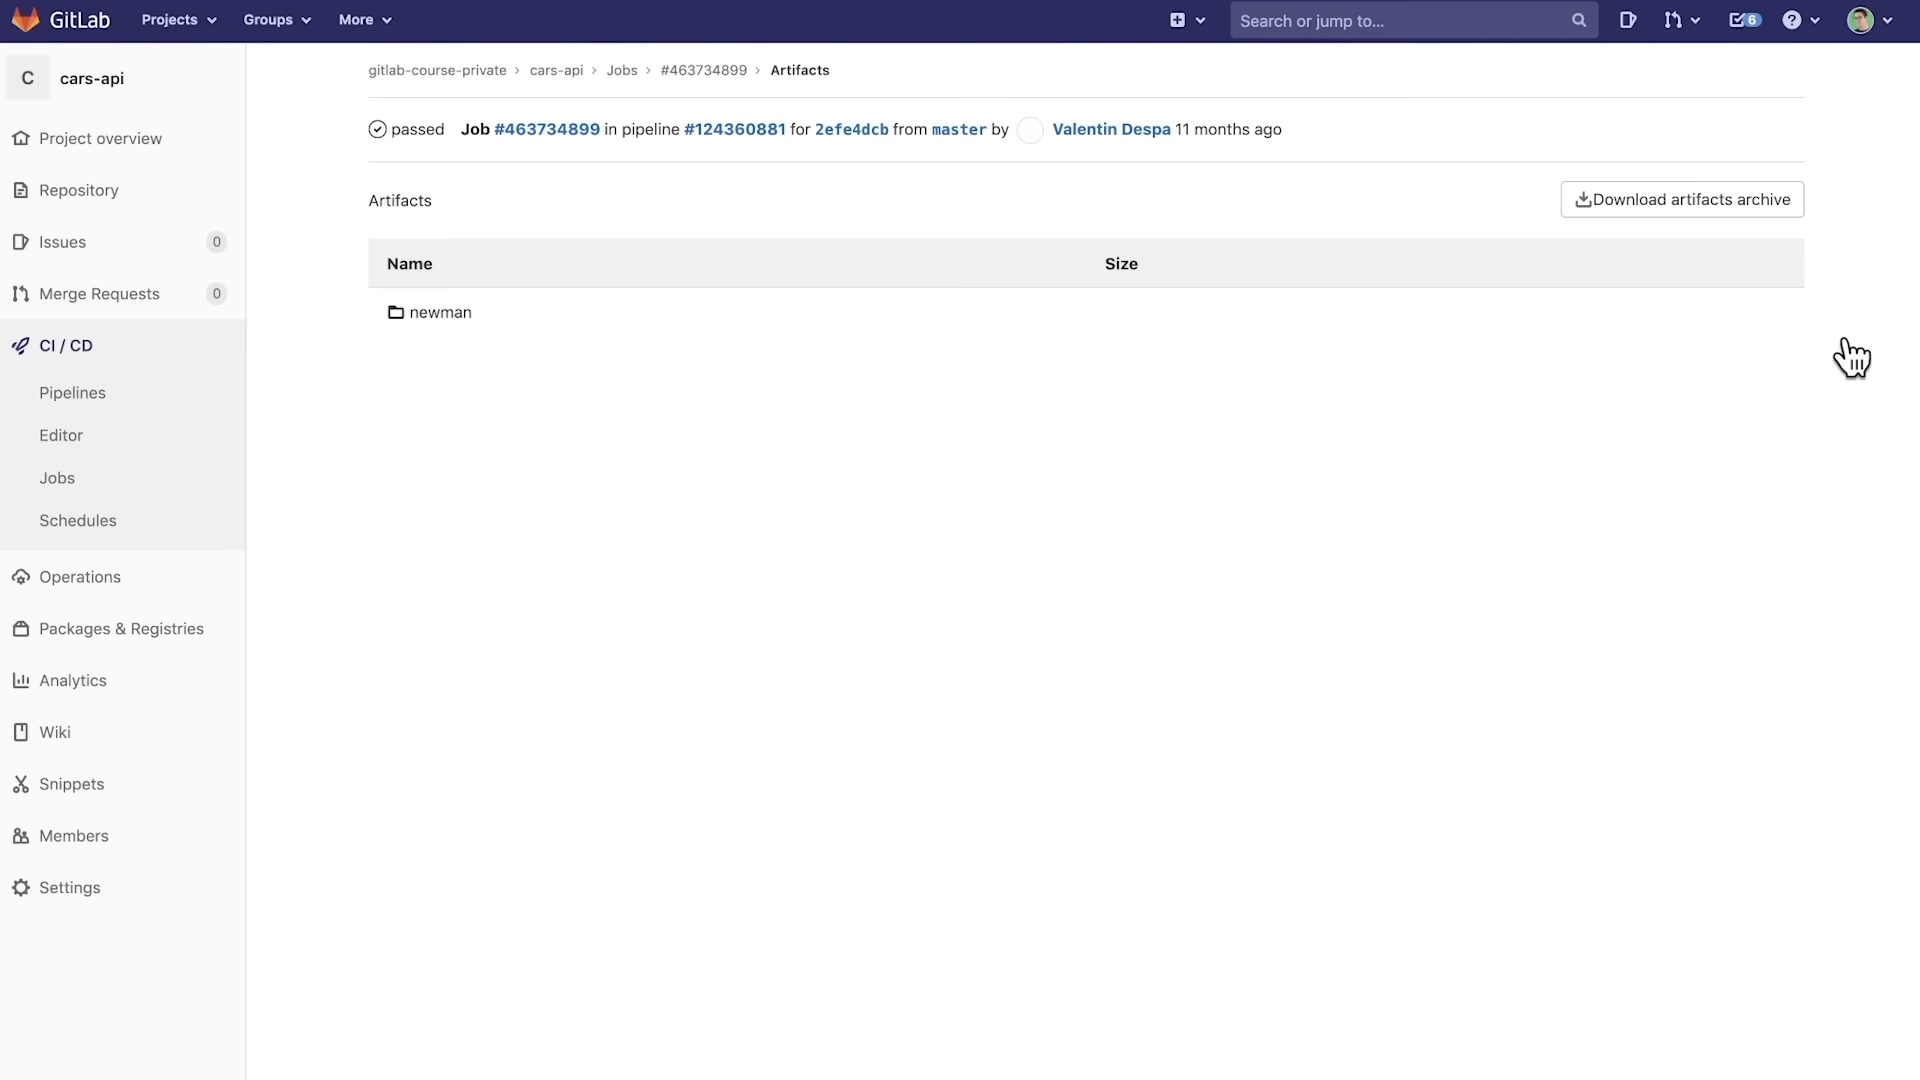 GitLab Projects Groups More Search or jump to... 6
C cars-api
gitlab-course-private › cars-api › Jobs › #463734899 › Artifacts
passed Job #463734899 in pipeline #124360881 for 2efe4dcb from master by Valentin Despa 11 months ago
Artifacts Download artifacts archive
Name Size
newman
Project overview
Repository
Issues 0
Merge Requests 0
CI / CD
Pipelines
Editor
Jobs
Schedules
Operations
Packages & Registries
Analytics
Wiki
Snippets
Members
Settings